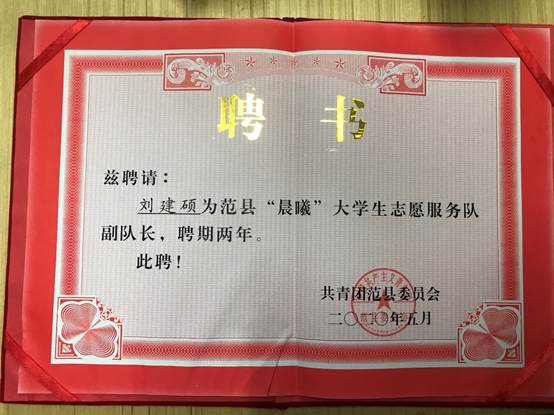 聘 书
兹聘请：
刘建硕为范县“晨曦”大学生志愿服务队
副队长，聘期两年。
此聘！
共青团范县委员会
二〇二〇年五月